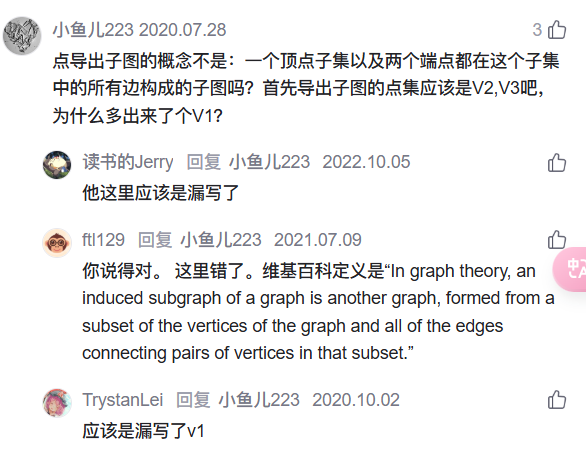 小鱼儿223 2020.07.28 3
点导出子图的概念不是：一个顶点子集以及两个端点都在这个子集
中的所有边构成的子图吗？首先导出子图的点集应该是V2,V3吧，
为什么多出来了个V1?
读书的Jerry 回复 小鱼儿223 2022.10.05
他这里应该是漏写了
ftl129 回复 小鱼儿223 2021.07.09
你说得对。 这里错了。维基百科定义是“In graph theory, an
induced subgraph of a graph is another graph, formed from a
subset of the vertices of the graph and all of the edges
connecting pairs of vertices in that subset.”
TrystanLei 回复 小鱼儿223 2020.10.02
应该是漏写了v1